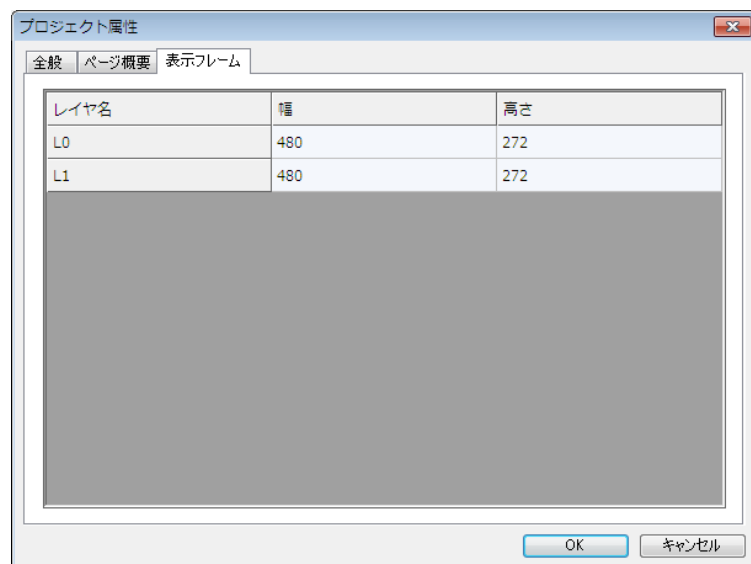 プロジェクト属性
全般 ページ概要 表示フレーム
レイヤ名 幅 高さ
L0 480 272
L1 480 272
OK キャンセル